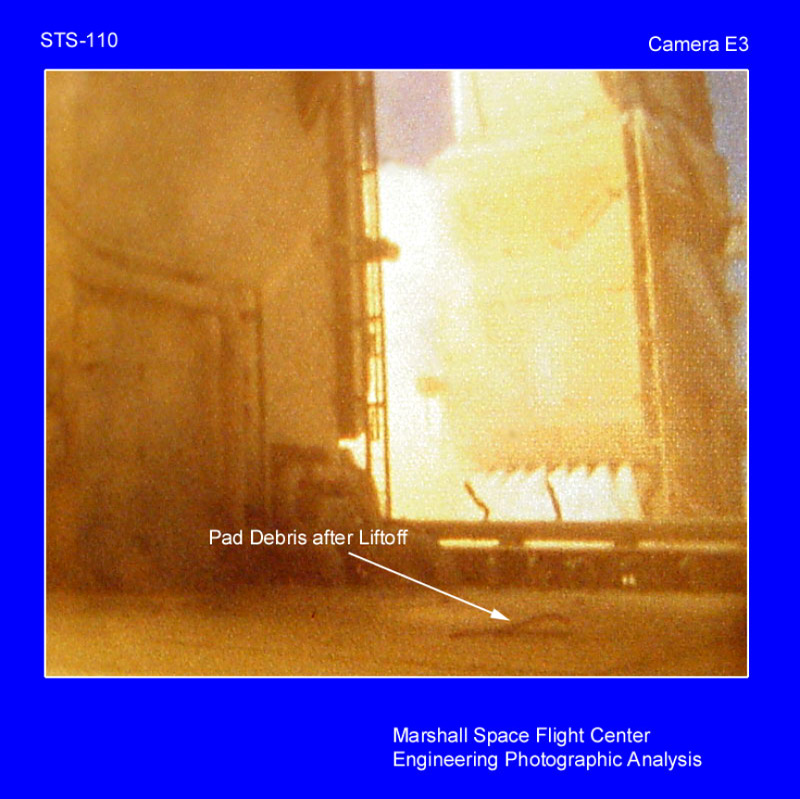 STS-110
Camera E3
Pad Debris after Liftoff
Marshall Space Flight Center
Engineering Photographic Analysis